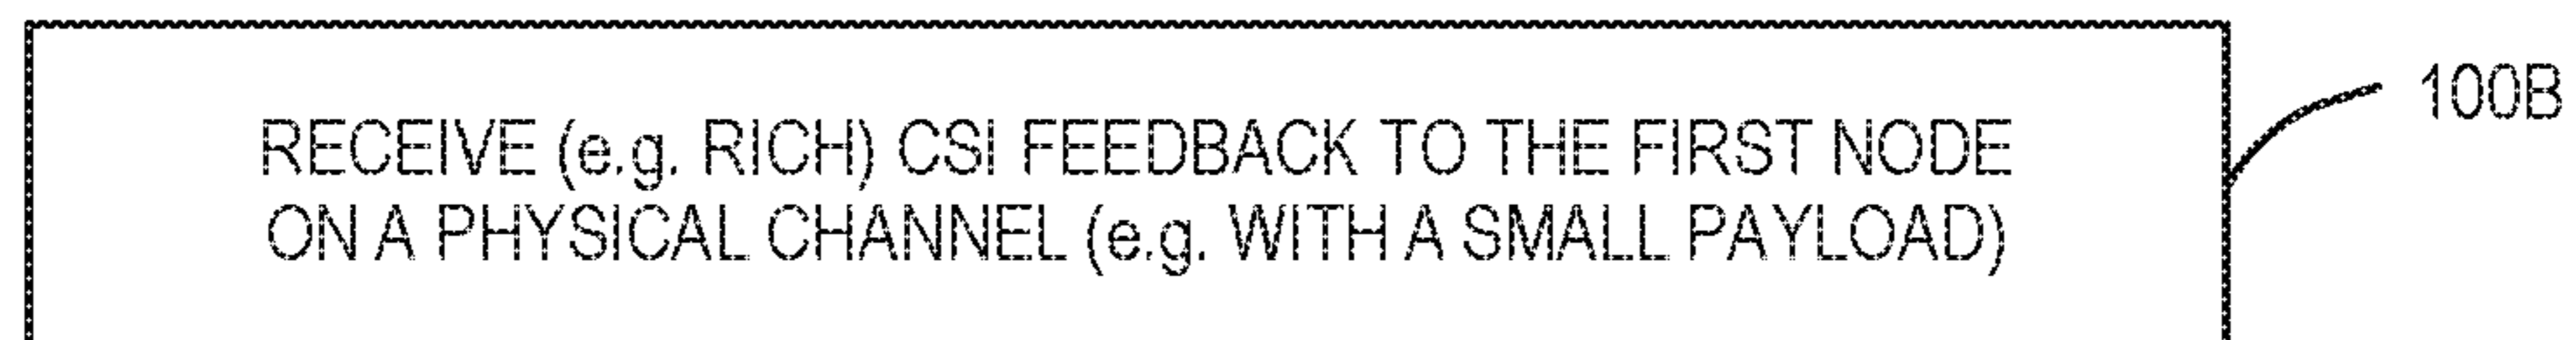 100B
RECEIVE (e.g. RICH) CSI FEEDBACK TO THE FIRST NODE
ON A PHYSICAL CHANNEL (e.g. WITH A SMALL PAYLOAD)